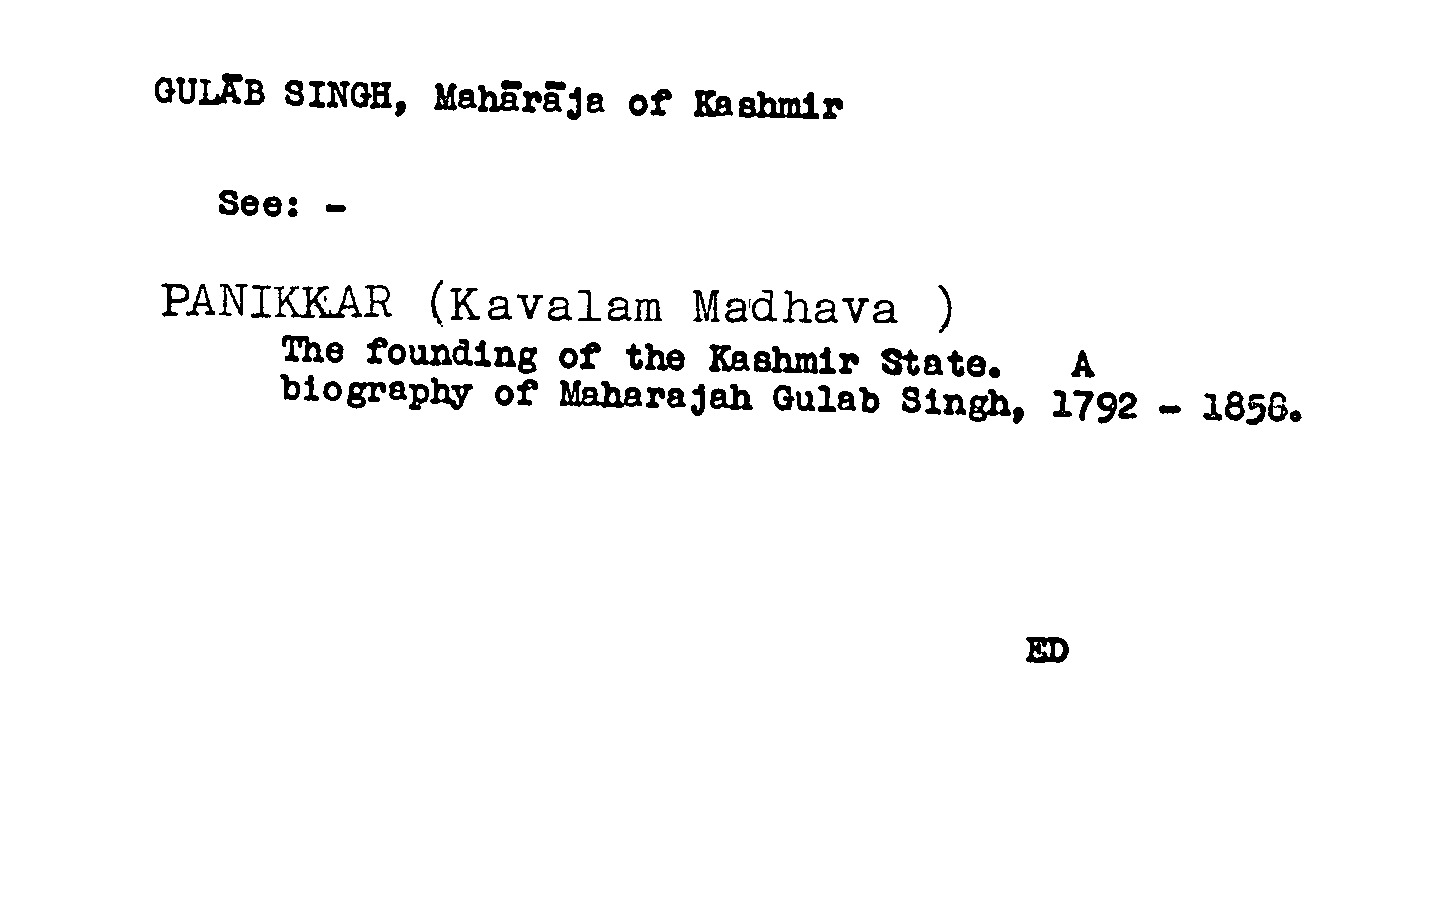 GULĀB SINGH, Mahārāja of Kashmir
See: -
PANIKKAR (Kavalam Madhava )
The founding of the Kashmir State. A
biography of Maharajah Gulab Singh, 1792 - 1858.
ED